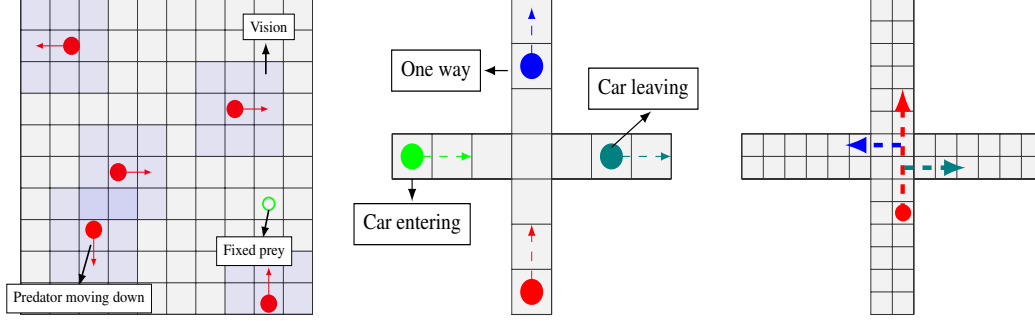 Vision
Fixed prey
Predator moving down
One way
Car leaving
Car entering